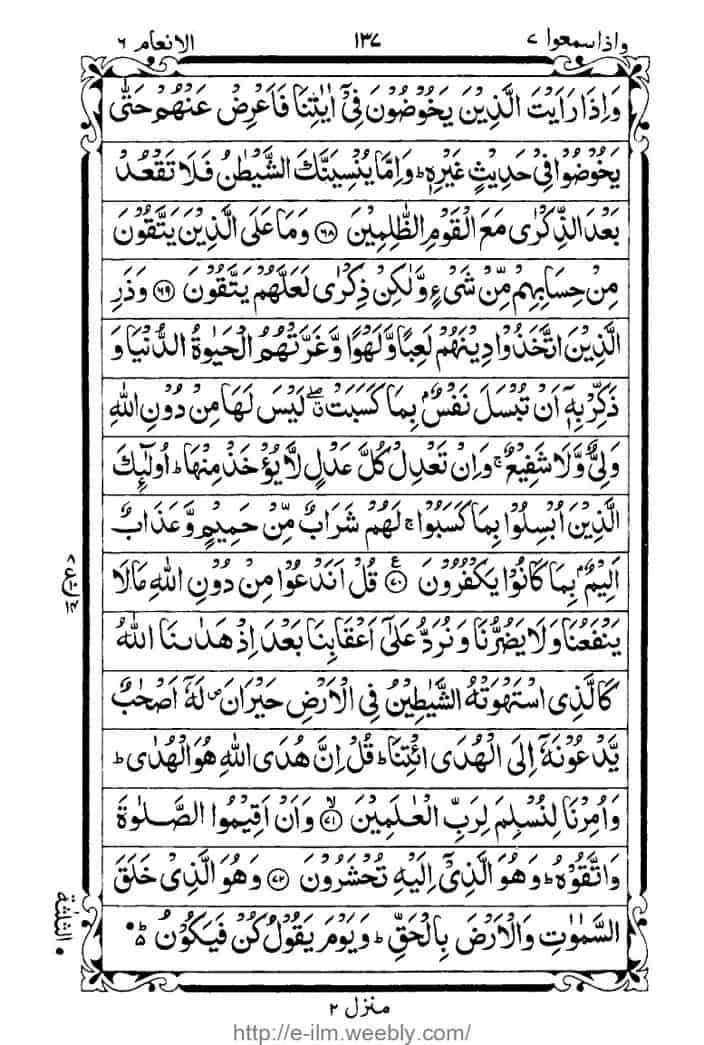 واذا سمعوا ٧ ١٣٧ الانعام ٦
وَاِذَا رَاَيْتَ الَّذِيْنَ يَخُوْضُوْنَ فِيْۤ اٰيٰتِنَا فَاَعْرِضْ عَنْهُمْ حَتّٰى
يَخُوْضُوْا فِيْ حَدِيْثٍ غَيْرِهٖ ؕ وَاِمَّا يُنْسِيَنَّكَ الشَّيْطٰنُ فَلَا تَقْعُدْ
بَعْدَ الذِّكْرٰى مَعَ الْقَوْمِ الظّٰلِمِيْنَ ﴿۶۸﴾ وَمَا عَلَى الَّذِيْنَ يَتَّقُوْنَ
مِنْ حِسَابِهِمْ مِّنْ شَيْءٍ وَّلٰكِنْ ذِكْرٰى لَعَلَّهُمْ يَتَّقُوْنَ ﴿۶۹﴾ وَذَرِ
الَّذِيْنَ اتَّخَذُوْا دِيْنَهُمْ لَعِبًا وَّلَهْوًا وَّغَرَّتْهُمُ الْحَيٰوةُ الدُّنْيَا وَ
ذَكِّرْ بِهٖۤ اَنْ تُبْسَلَ نَفْسٌۢ بِمَا كَسَبَتْ ۖۗ لَيْسَ لَهَا مِنْ دُوْنِ اللّٰهِ
وَلِيٌّ وَّلَا شَفِيْعٌ ۚ وَاِنْ تَعْدِلْ كُلَّ عَدْلٍ لَّا يُؤْخَذْ مِنْهَا ؕ اُولٰٓئِكَ
الَّذِيْنَ اُبْسِلُوْا بِمَا كَسَبُوْا ۚ لَهُمْ شَرَابٌ مِّنْ حَمِيْمٍ وَّعَذَابٌ
اَلِيْمٌۢ بِمَا كَانُوْا يَكْفُرُوْنَ ﴿۷۰﴾ قُلْ اَنَدْعُوْا مِنْ دُوْنِ اللّٰهِ مَا لَا
يَنْفَعُنَا وَلَا يَضُرُّنَا وَنُرَدُّ عَلٰۤى اَعْقَابِنَا بَعْدَ اِذْ هَدٰىنَا اللّٰهُ
كَالَّذِي اسْتَهْوَتْهُ الشَّيٰطِيْنُ فِي الْاَرْضِ حَيْرَانَ ۪ لَهٗۤ اَصْحٰبٌ
يَّدْعُوْنَهٗۤ اِلَى الْهُدَى ائْتِنَا ؕ قُلْ اِنَّ هُدَى اللّٰهِ هُوَ الْهُدٰى ؕ
وَاُمِرْنَا لِنُسْلِمَ لِرَبِّ الْعٰلَمِيْنَ ﴿۷۱﴾ۙ وَاَنْ اَقِيْمُوا الصَّلٰوةَ
وَاتَّقُوْهُ ؕ وَهُوَ الَّذِيْۤ اِلَيْهِ تُحْشَرُوْنَ ﴿۷۲﴾ وَهُوَ الَّذِيْ خَلَقَ
السَّمٰوٰتِ وَالْاَرْضَ بِالْحَقِّ ؕ وَيَوْمَ يَقُوْلُ كُنْ فَيَكُوْنُ ؕ
الثلثة
منزل ٢
http://e-ilm.weebly.com/